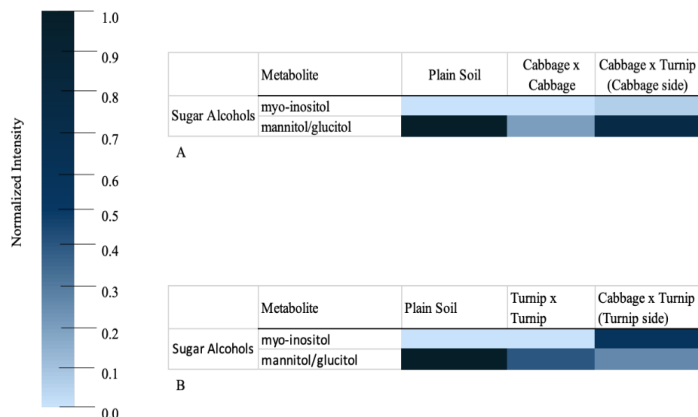 1.0
0.9
0.8
0.7
0.6
0.5
0.4
0.3
0.2
0.1
0.0
Normalized Intensity
Metabolite
Plain Soil
Cabbage x
Cabbage
Cabbage x Turnip
(Cabbage side)
Sugar Alcohols
myo-inositol
mannitol/glucitol
A
Metabolite
Plain Soil
Turnip x
Turnip
Cabbage x Turnip
(Turnip side)
Sugar Alcohols
myo-inositol
mannitol/glucitol
B